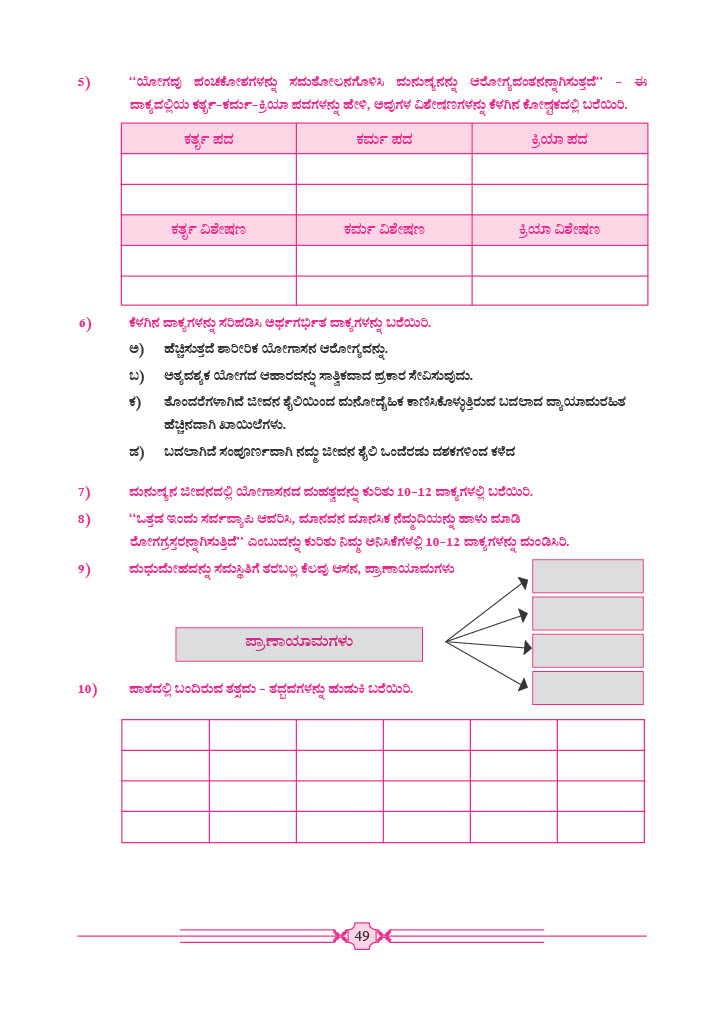 5) ‘‘ಯೋಗವು ಪಂಚಕೋಶಗಳನ್ನು ಸಮತೋಲನಗೊಳಿಸಿ ಮನುಷ್ಯನನ್ನು ಆರೋಗ್ಯವಂತನನ್ನಾಗಿಸುತ್ತದೆ’’ – ಈ
ವಾಕ್ಯದಲ್ಲಿಯ ಕರ್ತೃ–ಕರ್ಮ–ಕ್ರಿಯಾ ಪದಗಳನ್ನು ಹೇಳಿ, ಅವುಗಳ ವಿಶೇಷಣಗಳನ್ನು ಕೆಳಗಿನ ಕೋಷ್ಟಕದಲ್ಲಿ ಬರೆಯಿರಿ.
ಕರ್ತೃ ಪದ ಕರ್ಮ ಪದ ಕ್ರಿಯಾ ಪದ
ಕರ್ತೃ ವಿಶೇಷಣ ಕರ್ಮ ವಿಶೇಷಣ ಕ್ರಿಯಾ ವಿಶೇಷಣ
6) ಕೆಳಗಿನ ವಾಕ್ಯಗಳನ್ನು ಸರಿಪಡಿಸಿ ಅರ್ಥಗರ್ಭಿತ ವಾಕ್ಯಗಳನ್ನು ಬರೆಯಿರಿ.
ಅ) ಹೆಚ್ಚಿಸುತ್ತದೆ ಶಾರೀರಿಕ ಯೋಗಾಸನ ಆರೋಗ್ಯವನ್ನು.
ಬ) ಅತ್ಯವಶ್ಯಕ ಯೋಗದ ಆಹಾರವನ್ನು ಸಾತ್ವಿಕವಾದ ಪ್ರಕಾರ ಸೇವಿಸುವುದು.
ಕ) ತೊಂದರೆಗಳಾಗಿವೆ ಜೀವನ ಶೈಲಿಯಿಂದ ಮನೋದೈಹಿಕ ಕಾಣಿಸಿಕೊಳ್ಳುತ್ತಿರುವ ಬದಲಾದ ವ್ಯಾಯಾಮರಹಿತ
ಹೆಚ್ಚಿನದಾಗಿ ಖಾಯಿಲೆಗಳು.
ಡ) ಬದಲಾಗಿದೆ ಸಂಪೂರ್ಣವಾಗಿ ನಮ್ಮ ಜೀವನ ಶೈಲಿ ಒಂದೆರಡು ದಶಕಗಳಿಂದ ಕಳೆದ
7) ಮನುಷ್ಯನ ಜೀವನದಲ್ಲಿ ಯೋಗಾಸನದ ಮಹತ್ವವನ್ನು ಕುರಿತು 10–12 ವಾಕ್ಯಗಳಲ್ಲಿ ಬರೆಯಿರಿ.
8) ‘‘ಒತ್ತಡ ಇಂದು ಸರ್ವವ್ಯಾಪಿ ಆವರಿಸಿ, ಮಾನವನ ಮಾನಸಿಕ ನೆಮ್ಮದಿಯನ್ನು ಹಾಳು ಮಾಡಿ
ರೋಗಗ್ರಸ್ತರನ್ನಾಗಿಸುತ್ತಿದೆ’’ ಎಂಬುದನ್ನು ಕುರಿತು ನಿಮ್ಮ ಅನಿಸಿಕೆಗಳಲ್ಲಿ 10–12 ವಾಕ್ಯಗಳನ್ನು ಮಂಡಿಸಿರಿ.
9) ಮಧುಮೇಹವನ್ನು ಸಮಸ್ಥಿತಿಗೆ ತರಬಲ್ಲ ಕೆಲವು ಆಸನ, ಪ್ರಾಣಾಯಾಮಗಳು
ಪ್ರಾಣಾಯಾಮಗಳು
10) ಪಾಠದಲ್ಲಿ ಬಂದಿರುವ ತತ್ಸಮ – ತದ್ಭವಗಳನ್ನು ಹುಡುಕಿ ಬರೆಯಿರಿ.
49